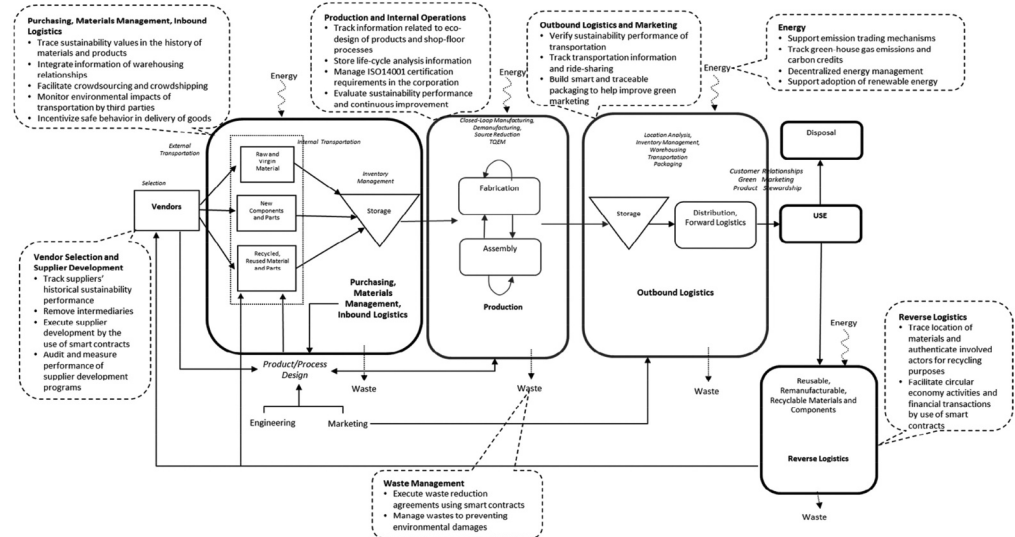 Purchasing, Materials Management, Inbound
Logistics
• Trace sustainability values in the history of
materials and products
• Integrate information of warehousing
relationships
• Facilitate crowdsourcing and crowdshipping
• Monitor environmental impacts of
transportation by third parties
• Incentivize safe behavior in delivery of goods
Production and Internal Operations
• Track information related to eco-
design of products and shop-floor
processes
• Store life-cycle analysis information
• Manage ISO14001 certification
requirements in the corporation
• Evaluate sustainability performance
and continuous improvement
Outbound Logistics and Marketing
• Verify sustainability performance of
transportation
• Track transportation information
and ride-sharing
• Build smart and traceable
packaging to help improve green
marketing
Energy
• Support emission trading mechanisms
• Track green-house gas emissions and
carbon credits
• Decentralized energy management
• Support adoption of renewable energy
Energy
Energy
Energy
External
Transportation
Internal Transportation
Selection
Vendors
Raw and
Virgin
Material
New
Components
and Parts
Recycled,
Reused Material
and Parts
Inventory
Management
Storage
Purchasing,
Materials
Management,
Inbound Logistics
Closed-Loop Manufacturing,
Demanufacturing,
Source Reduction
TQEM
Fabrication
Assembly
Production
Location Analysis,
Inventory Management,
Warehousing
Transportation
Packaging
Storage
Distribution,
Forward Logistics
Outbound Logistics
Customer Relationships
Green Marketing
Product Stewardship
Disposal
USE
Vendor Selection and
Supplier Development
• Track suppliers'
historical sustainability
performance
• Remove intermediaries
• Execute supplier
development by the
use of smart contracts
• Audit and measure
performance of
supplier development
programs
Product/Process
Design
Engineering
Marketing
Waste
Waste
Waste
Energy
Reusable,
Remanufacturable,
Recyclable Materials and
Components
Reverse Logistics
Waste
Reverse Logistics
• Trace location of
materials and
authenticate involved
actors for recycling
purposes
• Facilitate circular
economy activities and
financial transactions
by use of smart
contracts
Waste Management
• Execute waste reduction
agreements using smart contracts
• Manage wastes to preventing
environmental damages